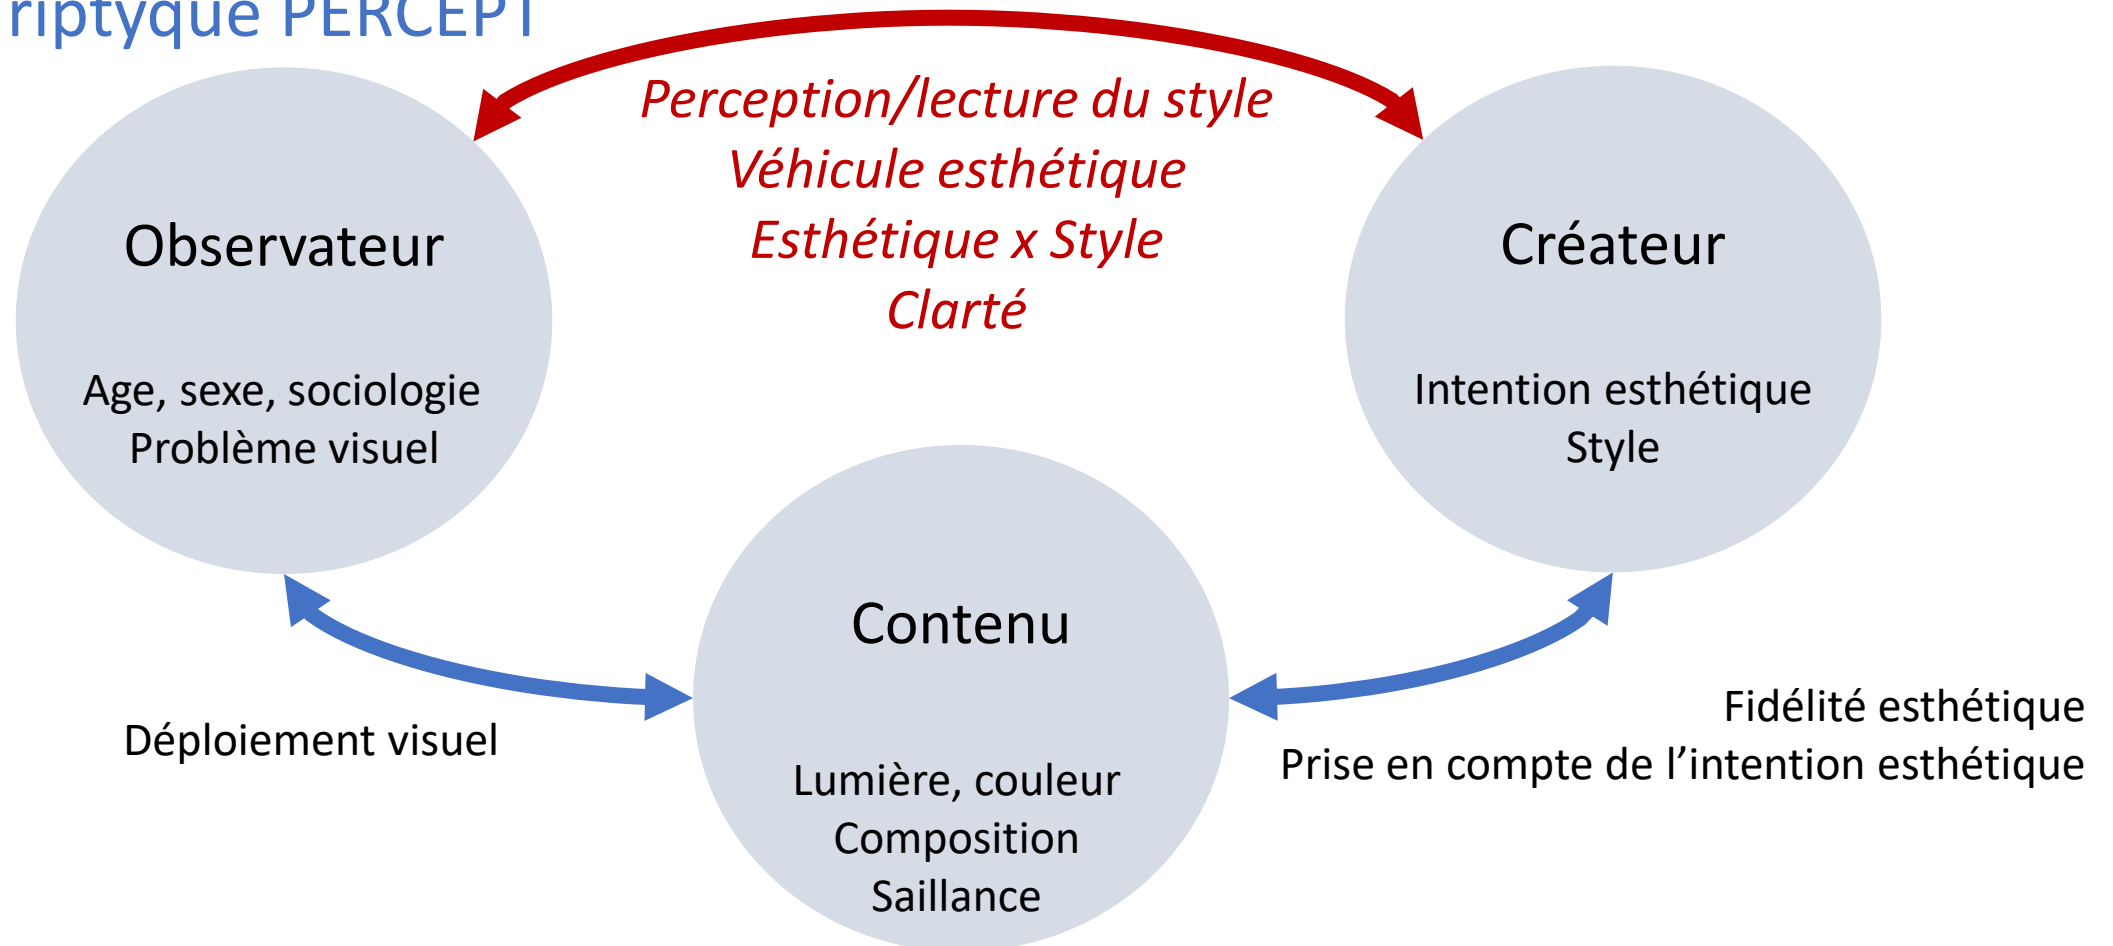 riptyque PERCEPT
Perception/lecture du style
Véhicule esthétique
Esthétique x Style
Clarté
Observateur
Age, sexe, sociologie
Problème visuel
Créateur
Intention esthétique
Style
Contenu
Lumière, couleur
Composition
Saillance
Déploiement visuel
Fidélité esthétique
Prise en compte de l’intention esthétique